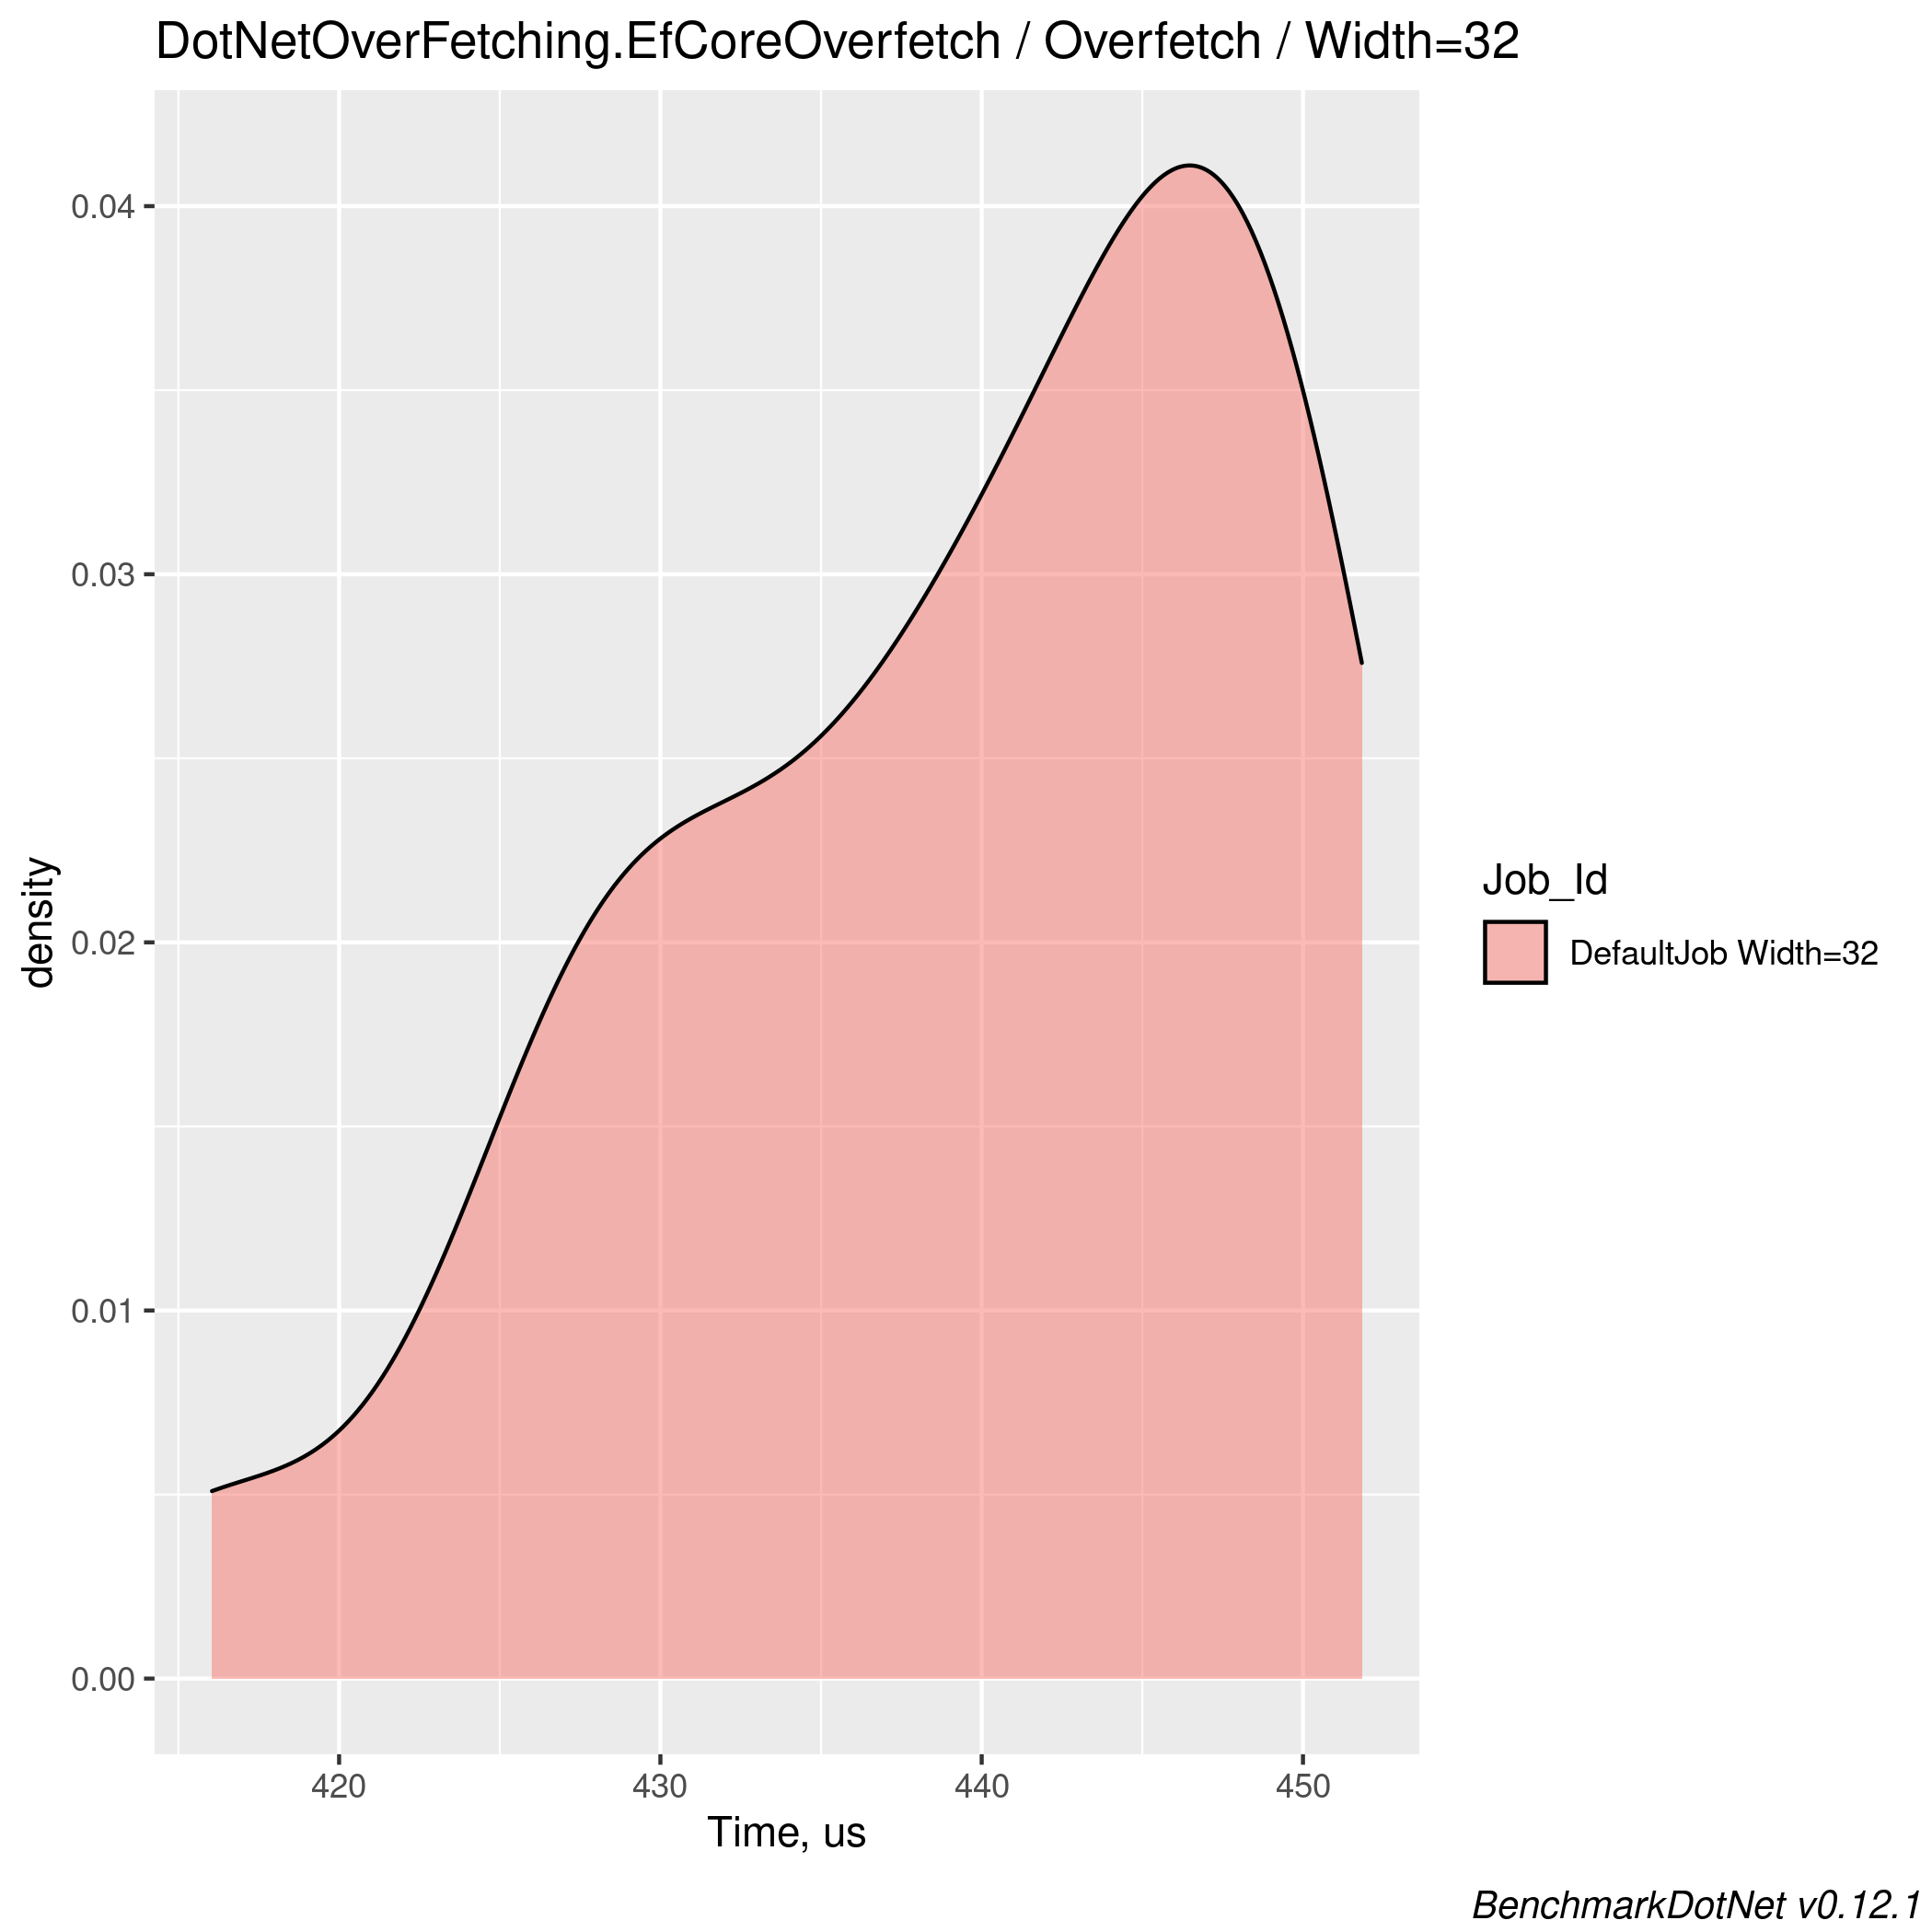 DotNetOverFetching.EfCoreOverfetch / Overfetch / Width=32
density
0.04
0.03
0.02
0.01
0.00
420 430 440 450
Time, us
Job_Id
DefaultJob Width=32
BenchmarkDotNet v0.12.1